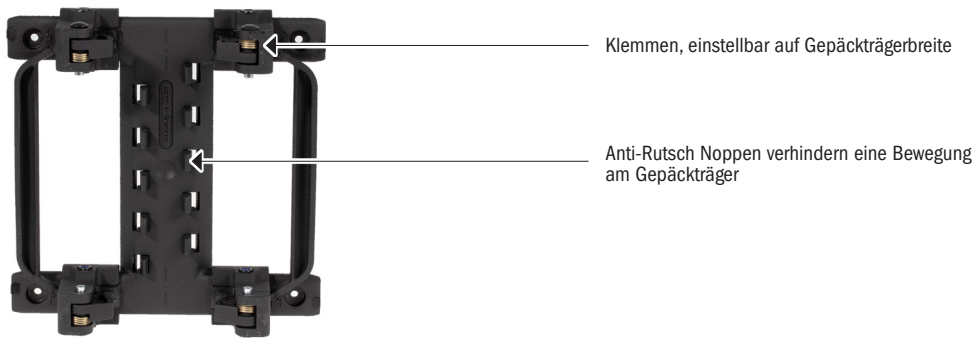 Klemmen, einstellbar auf Gepäckträgerbreite
Anti-Rutsch Noppen verhindern eine Bewegung
am Gepäckträger